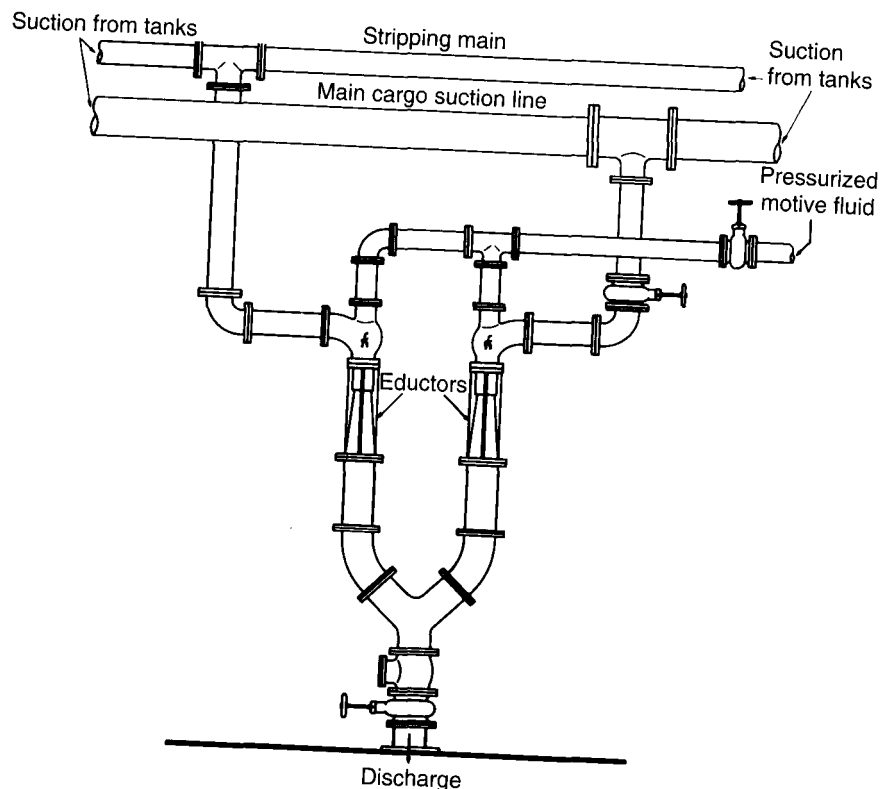 Suction from tanks
Stripping main
Suction
from tanks
Main cargo suction line
Pressurized
motive fluid
Eductors
Discharge